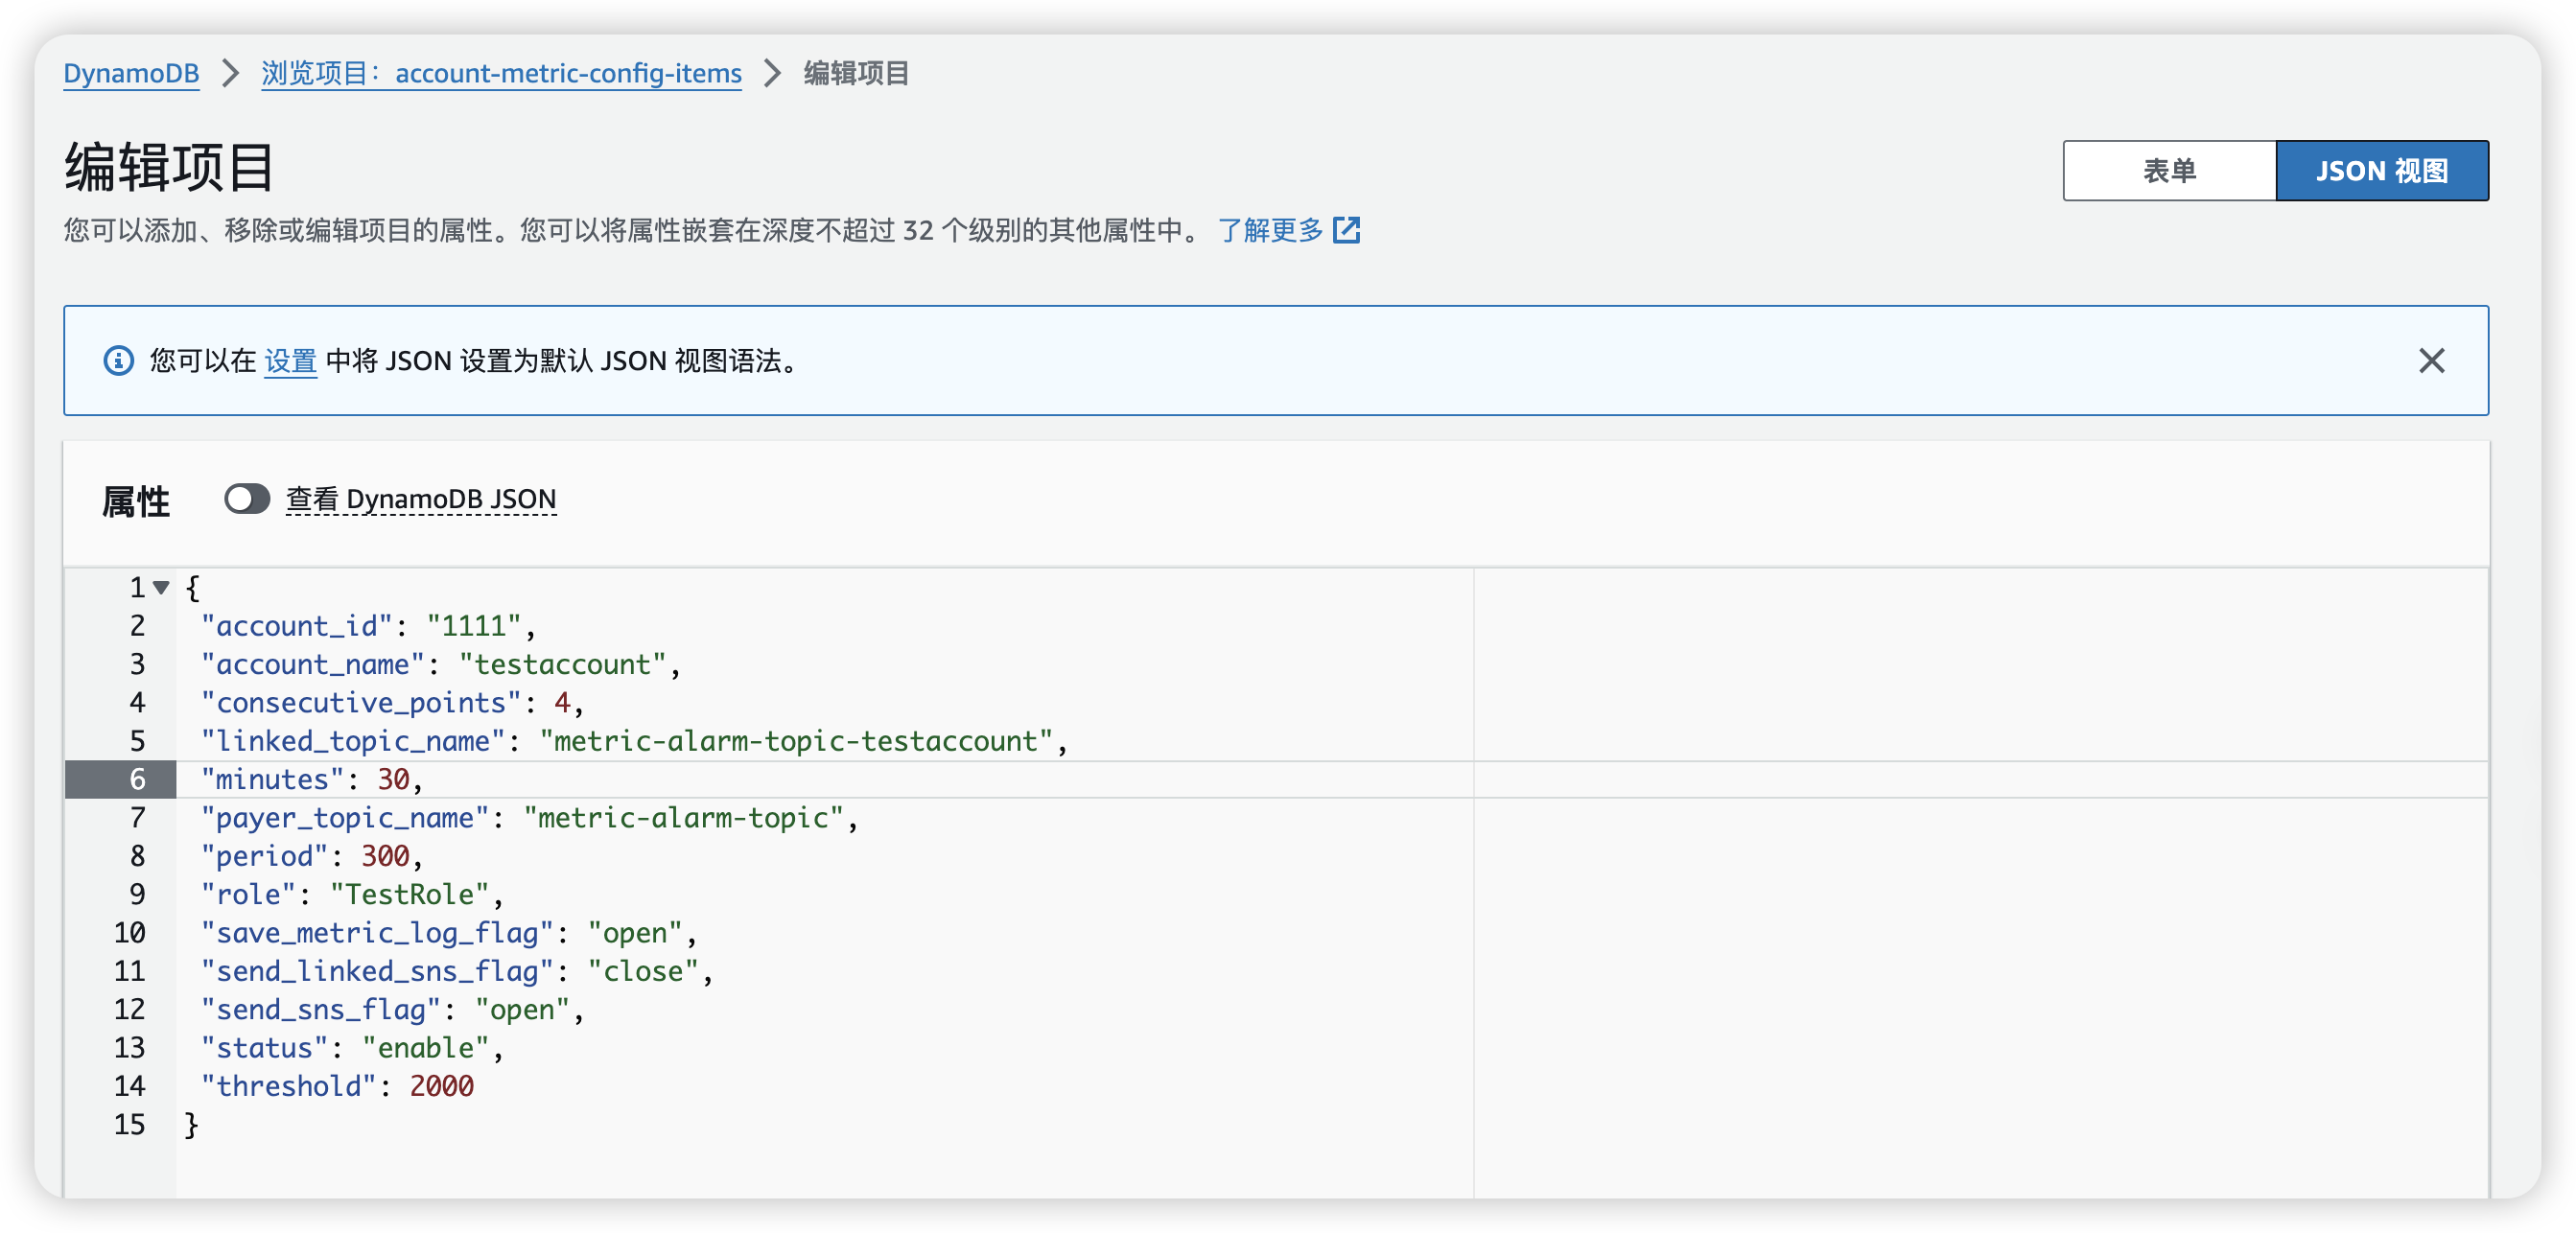 DynamoDB > 浏览项目：account-metric-config-items > 编辑项目
编辑项目
表单
JSON 视图
您可以添加、移除或编辑项目的属性。您可以将属性嵌套在深度不超过 32 个级别的其他属性中。 了解更多
您可以在 设置 中将 JSON 设置为默认 JSON 视图语法。
属性
查看 DynamoDB JSON
1 {
2 "account_id": "1111",
3 "account_name": "testaccount",
4 "consecutive_points": 4,
5 "linked_topic_name": "metric-alarm-topic-testaccount",
6 "minutes": 30,
7 "payer_topic_name": "metric-alarm-topic",
8 "period": 300,
9 "role": "TestRole",
10 "save_metric_log_flag": "open",
11 "send_linked_sns_flag": "close",
12 "send_sns_flag": "open",
13 "status": "enable",
14 "threshold": 2000
15 }